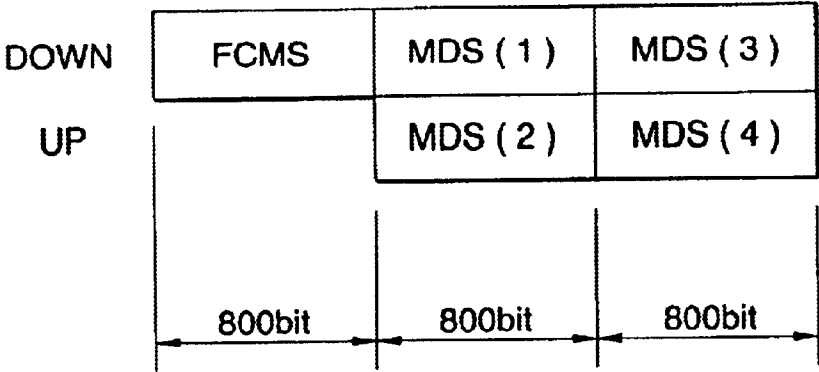 DOWN FCMS MDS ( 1 ) MDS ( 3 )
UP MDS ( 2 ) MDS ( 4 )
800bit 800bit 800bit